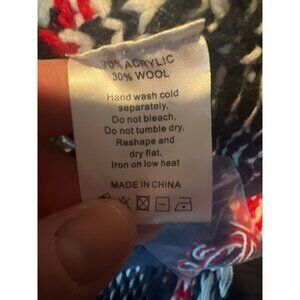 70% ACRYLIC
30% WOOL
Hand wash cold
separately.
Do not bleach.
Do not tumble dry,
Reshape and
dry flat,
Iron on low heat
MADE IN CHINA